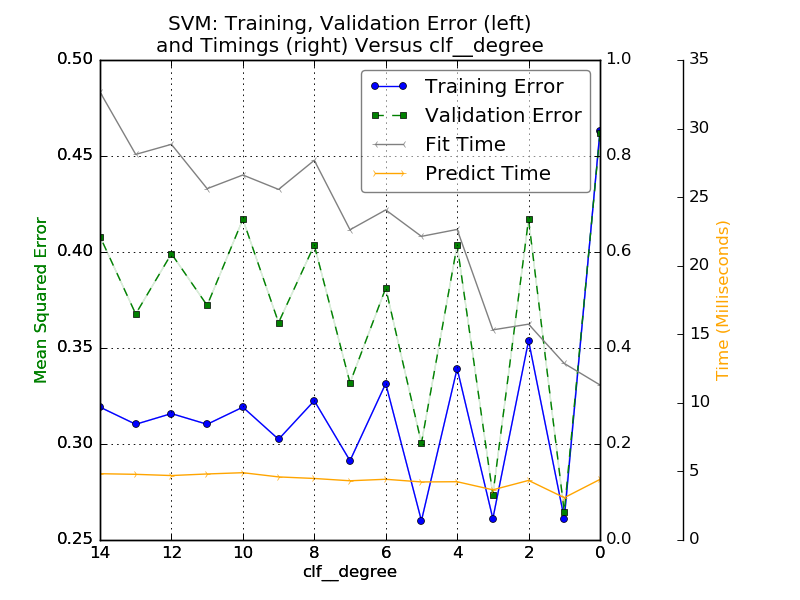 SVM: Training, Validation Error (left)
and Timings (right) Versus clf__degree
Training Error
Validation Error
Fit Time
Predict Time
Mean Squared Error
0.50
0.45
0.40
0.35
0.30
0.25
14 12 10 8 6 4 2 0
clf__degree
1.0
0.8
0.6
0.4
0.2
0.0
35
30
25
20
15
10
5
0
Time (Milliseconds)